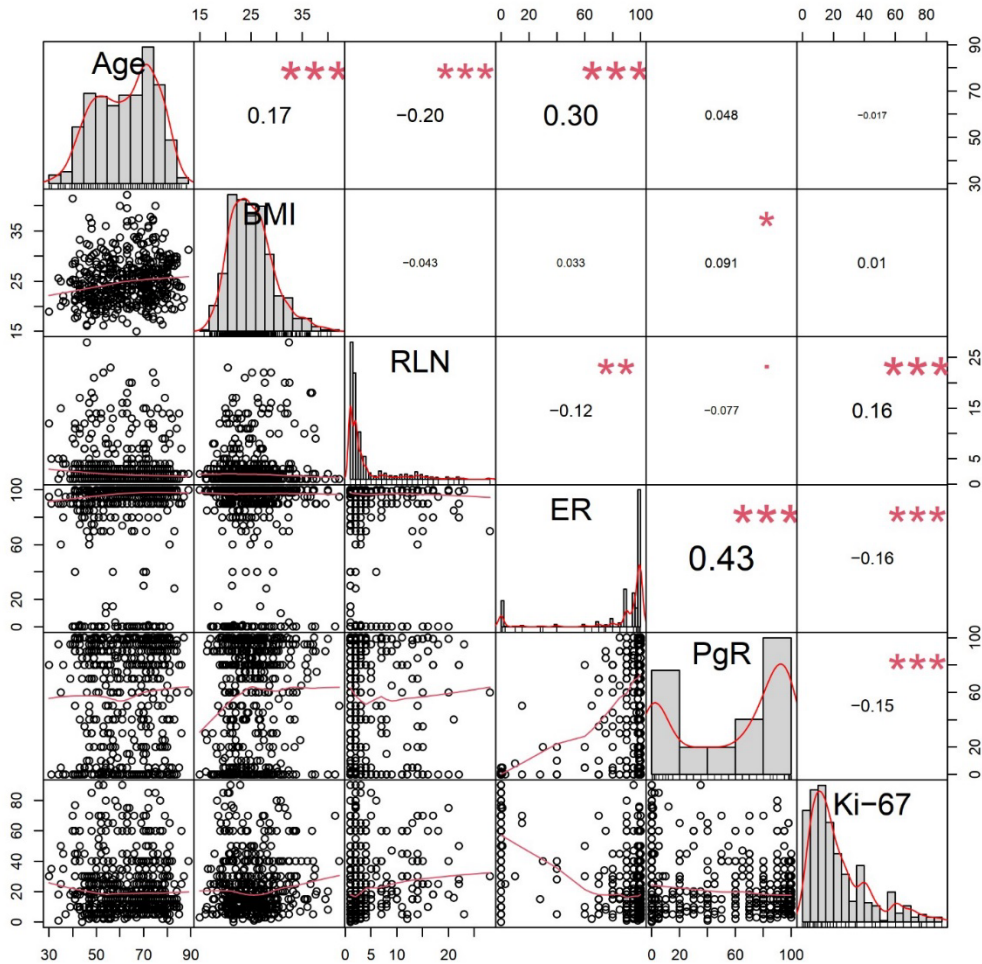 15 25 35 0 20 40 60 80 100 0 20 40 60 80
Age *** *** *** 30 50 70 90
0.17 −0.20 0.30 0.048 −0.017
15 25 35 BMI *
−0.043 0.033 0.091 0.01
RLN ** . *** 0 5 15 25
−0.12 −0.077 0.16
0 20 60 100 ER *** ***
0.43 −0.16
PgR *** 0 20 60 100
−0.15
0 20 40 60 80 Ki−67
30 50 70 90 0 5 10 20 0 20 40 60 80 100